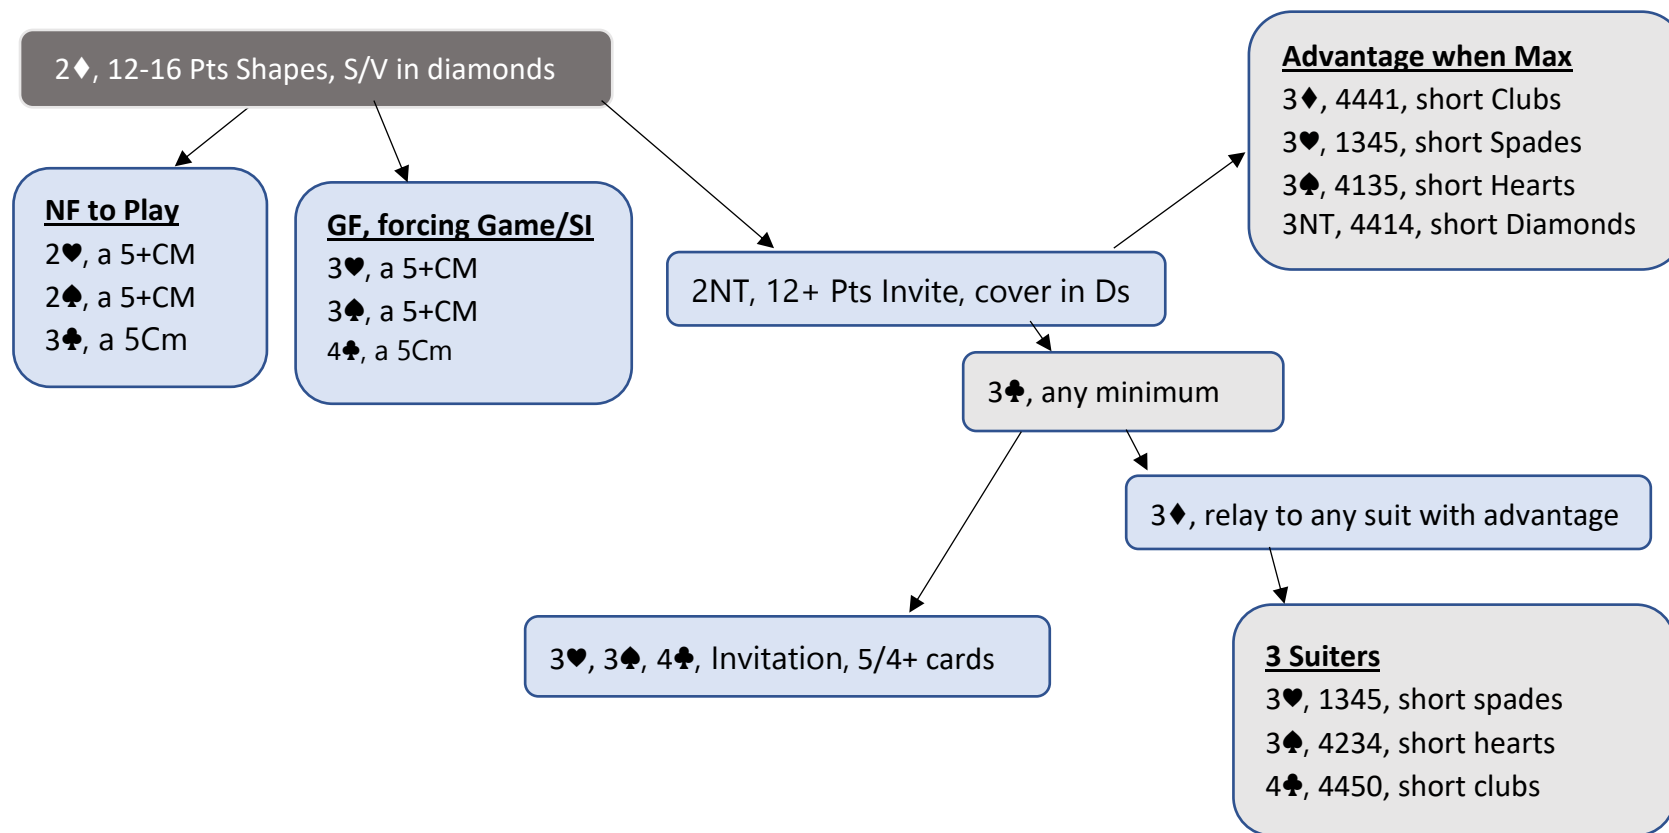 2♦, 12-16 Pts Shapes, S/V in diamonds
NF to Play
2♥, a 5+CM
2♠, a 5+CM
3♣, a 5Cm
GF, forcing Game/SI
3♥, a 5+CM
3♠, a 5+CM
4♣, a 5Cm
2NT, 12+ Pts Invite, cover in Ds
Advantage when Max
3♦, 4441, short Clubs
3♥, 1345, short Spades
3♠, 4135, short Hearts
3NT, 4414, short Diamonds
3♣, any minimum
3♦, relay to any suit with advantage
3♥, 3♠, 4♣, Invitation, 5/4+ cards
3 Suiters
3♥, 1345, short spades
3♠, 4234, short hearts
4♣, 4450, short clubs